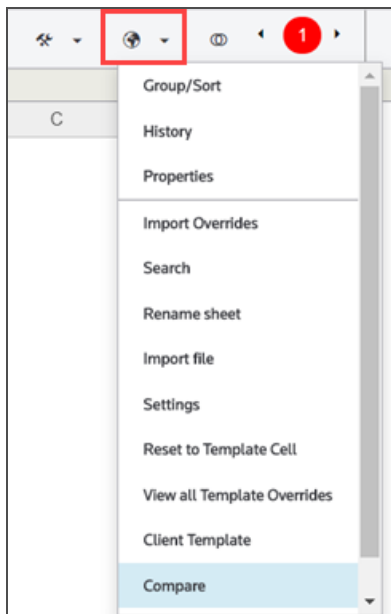 1
C
Group/Sort
History
Properties
Import Overrides
Search
Rename sheet
Import file
Settings
Reset to Template Cell
View all Template Overrides
Client Template
Compare